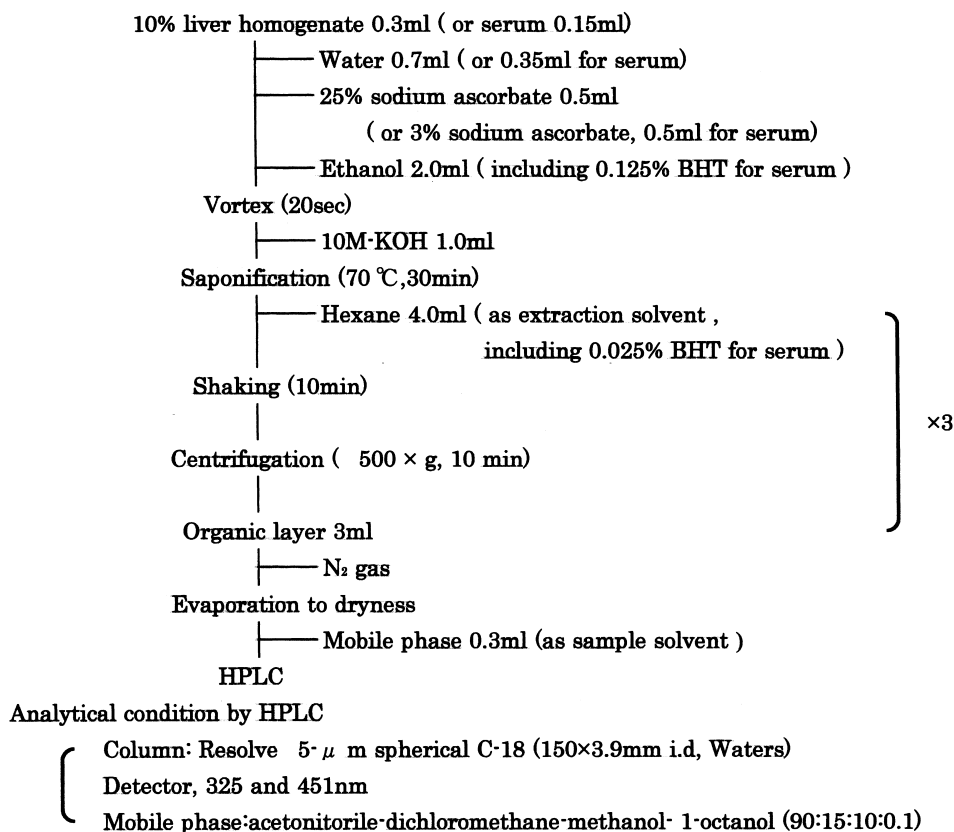 10% liver homogenate 0.3ml ( or serum 0.15ml)
Water 0.7ml ( or 0.35ml for serum)
25% sodium ascorbate 0.5ml
( or 3% sodium ascorbate, 0.5ml for serum)
Ethanol 2.0ml ( including 0.125% BHT for serum )
Vortex (20sec)
10M-KOH 1.0ml
Saponification (70 ℃,30min)
Hexane 4.0ml ( as extraction solvent ,
including 0.025% BHT for serum )
Shaking (10min)
×3
Centrifugation ( 500 × g, 10 min)
Organic layer 3ml
N₂ gas
Evaporation to dryness
Mobile phase 0.3ml (as sample solvent )
HPLC
Analytical condition by HPLC
Column: Resolve 5-μ m spherical C-18 (150×3.9mm i.d, Waters)
Detector, 325 and 451nm
Mobile phase:acetonitorile-dichloromethane-methanol- 1-octanol (90:15:10:0.1)